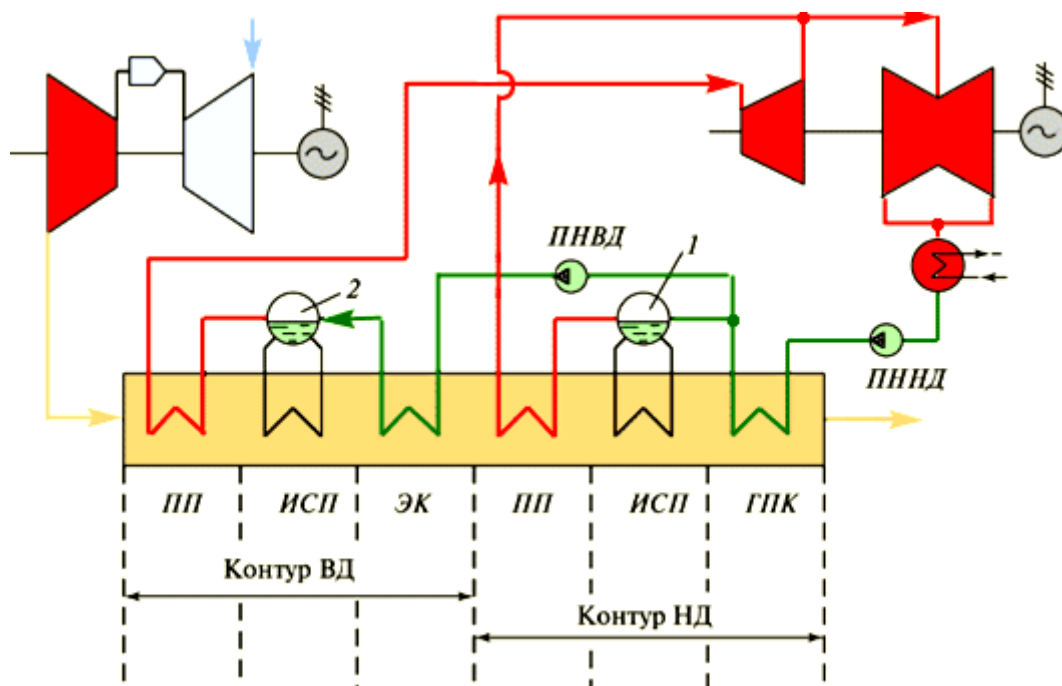 ПНВД
1
2
ПННД
ПП ИСП ЭК ПП ИСП ГПК
Контур ВД
Контур НД